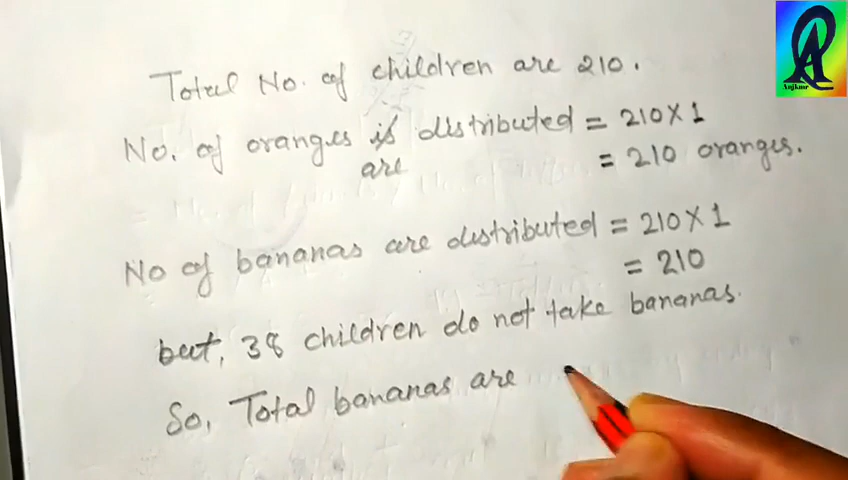 Total No. of children are 210.
No. of oranges is distributed = 210 X 1
are = 210 oranges.
No of bananas are distributed = 210 X 1
= 210
but, 38 children do not take bananas.
So, Total bananas are
Anjkmr